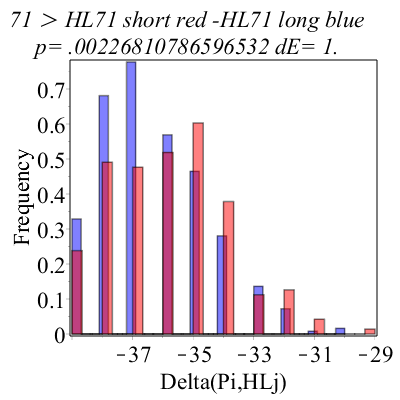 71 > HL71 short red -HL71 long blue
p= .00226810786596532 dE= 1.
0.7
0.6
0.5
0.4
0.3
0.2
0.1
0
Frequency
−37 −35 −33 −31 −29
Delta(Pi,HLj)